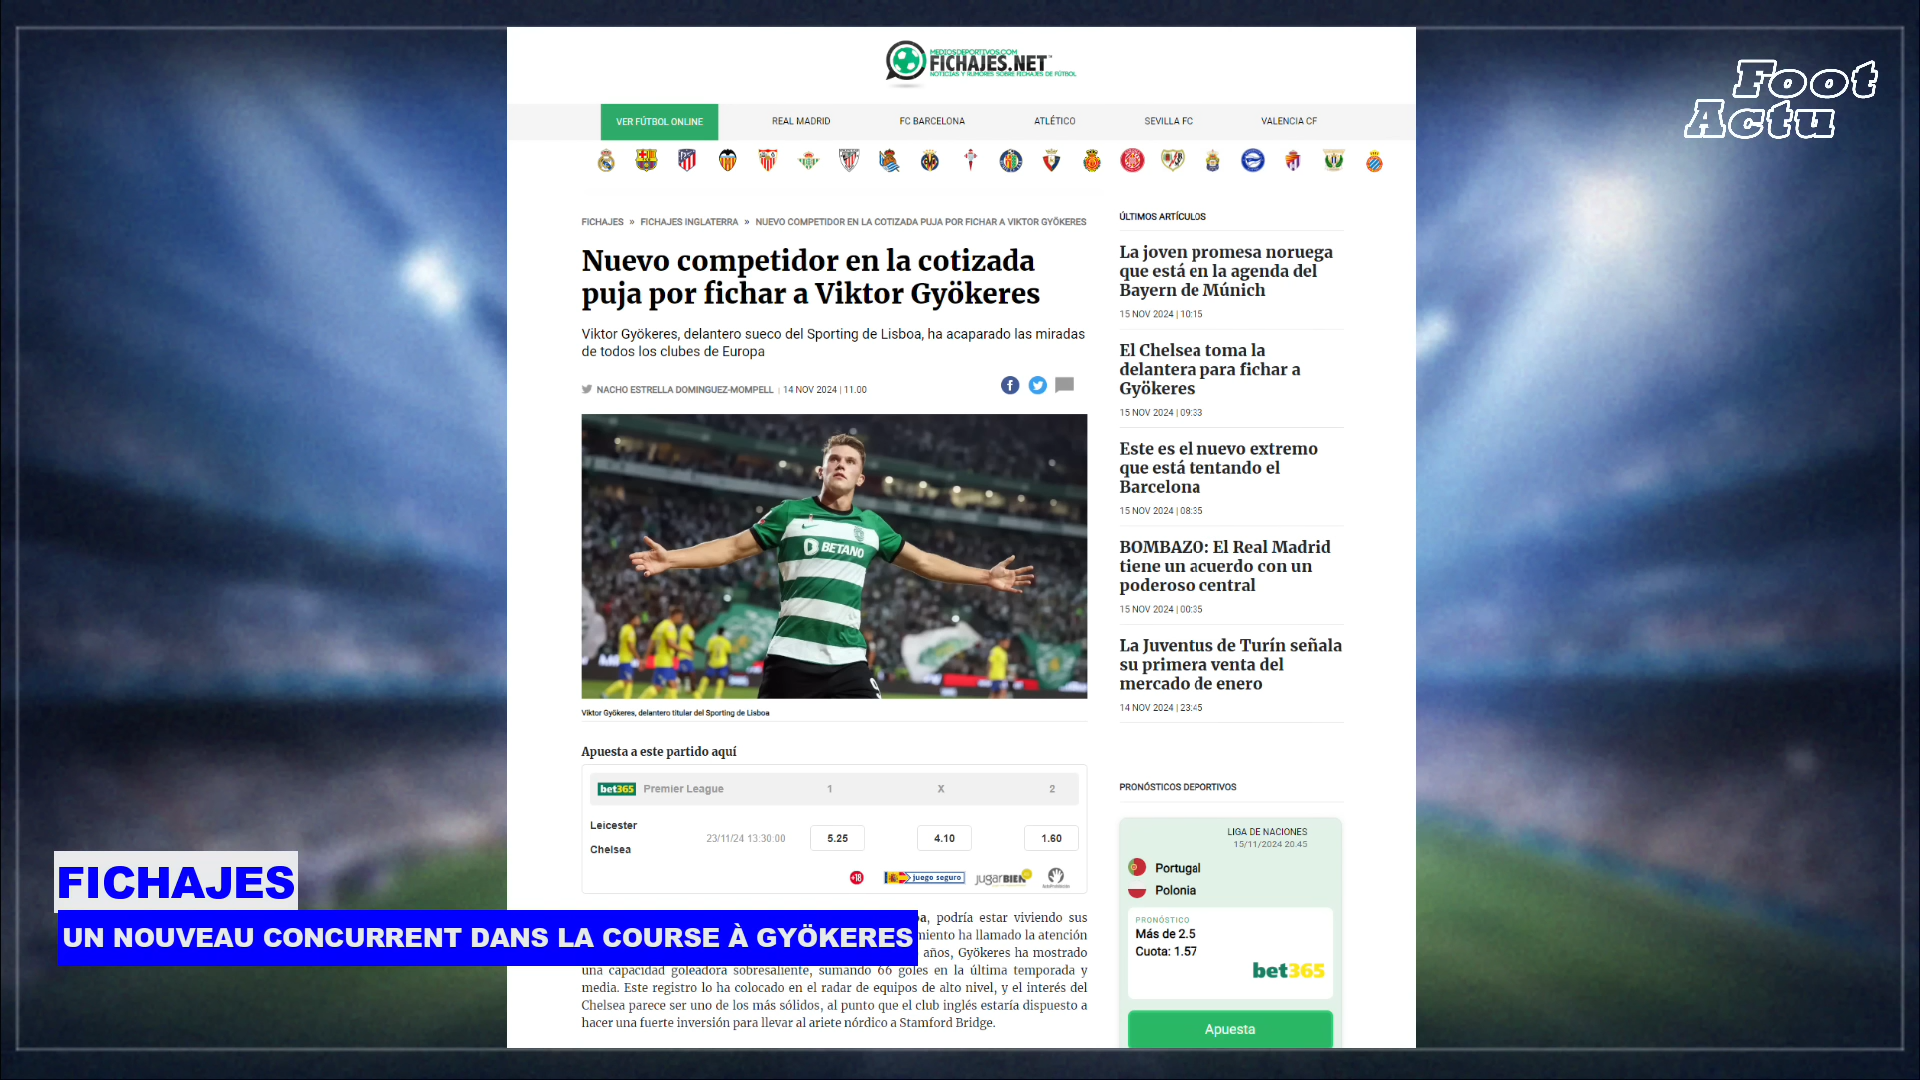 Foot
Actu
MEDIOSDEPORTIVOS.COM
FICHAJES.NET
NOTICIAS Y RUMORES SOBRE FICHAJES DE FÚTBOL
VER FÚTBOL ONLINE REAL MADRID FC BARCELONA ATLÉTICO SEVILLA FC VALENCIA CF
FICHAJES » FICHAJES INGLATERRA » NUEVO COMPETIDOR EN LA COTIZADA PUJA POR FICHAR A VIKTOR GYÖKERES
Nuevo competidor en la cotizada
puja por fichar a Viktor Gyökeres
Viktor Gyökeres, delantero sueco del Sporting de Lisboa, ha acaparado las miradas
de todos los clubes de Europa
NACHO ESTRELLA DOMINGUEZ-MOMPELL | 14 NOV 2024 | 11:00
BETANO
Viktor Gyökeres, delantero titular del Sporting de Lisboa
Apuesta a este partido aquí
bet365 Premier League 1 X 2
Leicester
Chelsea
23/11/24 13:30:00 5.25 4.10 1.60
+18 juego seguro jugarBIEN
a, podría estar viviendo sus
miento ha llamado la atención
años, Gyökeres ha mostrado
una capacidad goleadora sobresaliente, sumando 66 goles en la última temporada y
media. Este registro lo ha colocado en el radar de equipos de alto nivel, y el interés del
Chelsea parece ser uno de los más sólidos, al punto que el club inglés estaría dispuesto a
hacer una fuerte inversión para llevar al ariete nórdico a Stamford Bridge.
ÚLTIMOS ARTÍCULOS
La joven promesa noruega
que está en la agenda del
Bayern de Múnich
15 NOV 2024 | 10:15
El Chelsea toma la
delantera para fichar a
Gyökeres
15 NOV 2024 | 09:33
Este es el nuevo extremo
que está tentando el
Barcelona
15 NOV 2024 | 08:35
BOMBAZO: El Real Madrid
tiene un acuerdo con un
poderoso central
15 NOV 2024 | 00:35
La Juventus de Turín señala
su primera venta del
mercado de enero
14 NOV 2024 | 23:45
PRONÓSTICOS DEPORTIVOS
LIGA DE NACIONES
15/11/2024 20:45
Portugal
Polonia
PRONÓSTICO
Más de 2.5
Cuota: 1.57
bet365
Apuesta
FICHAJES
UN NOUVEAU CONCURRENT DANS LA COURSE À GYÖKERES